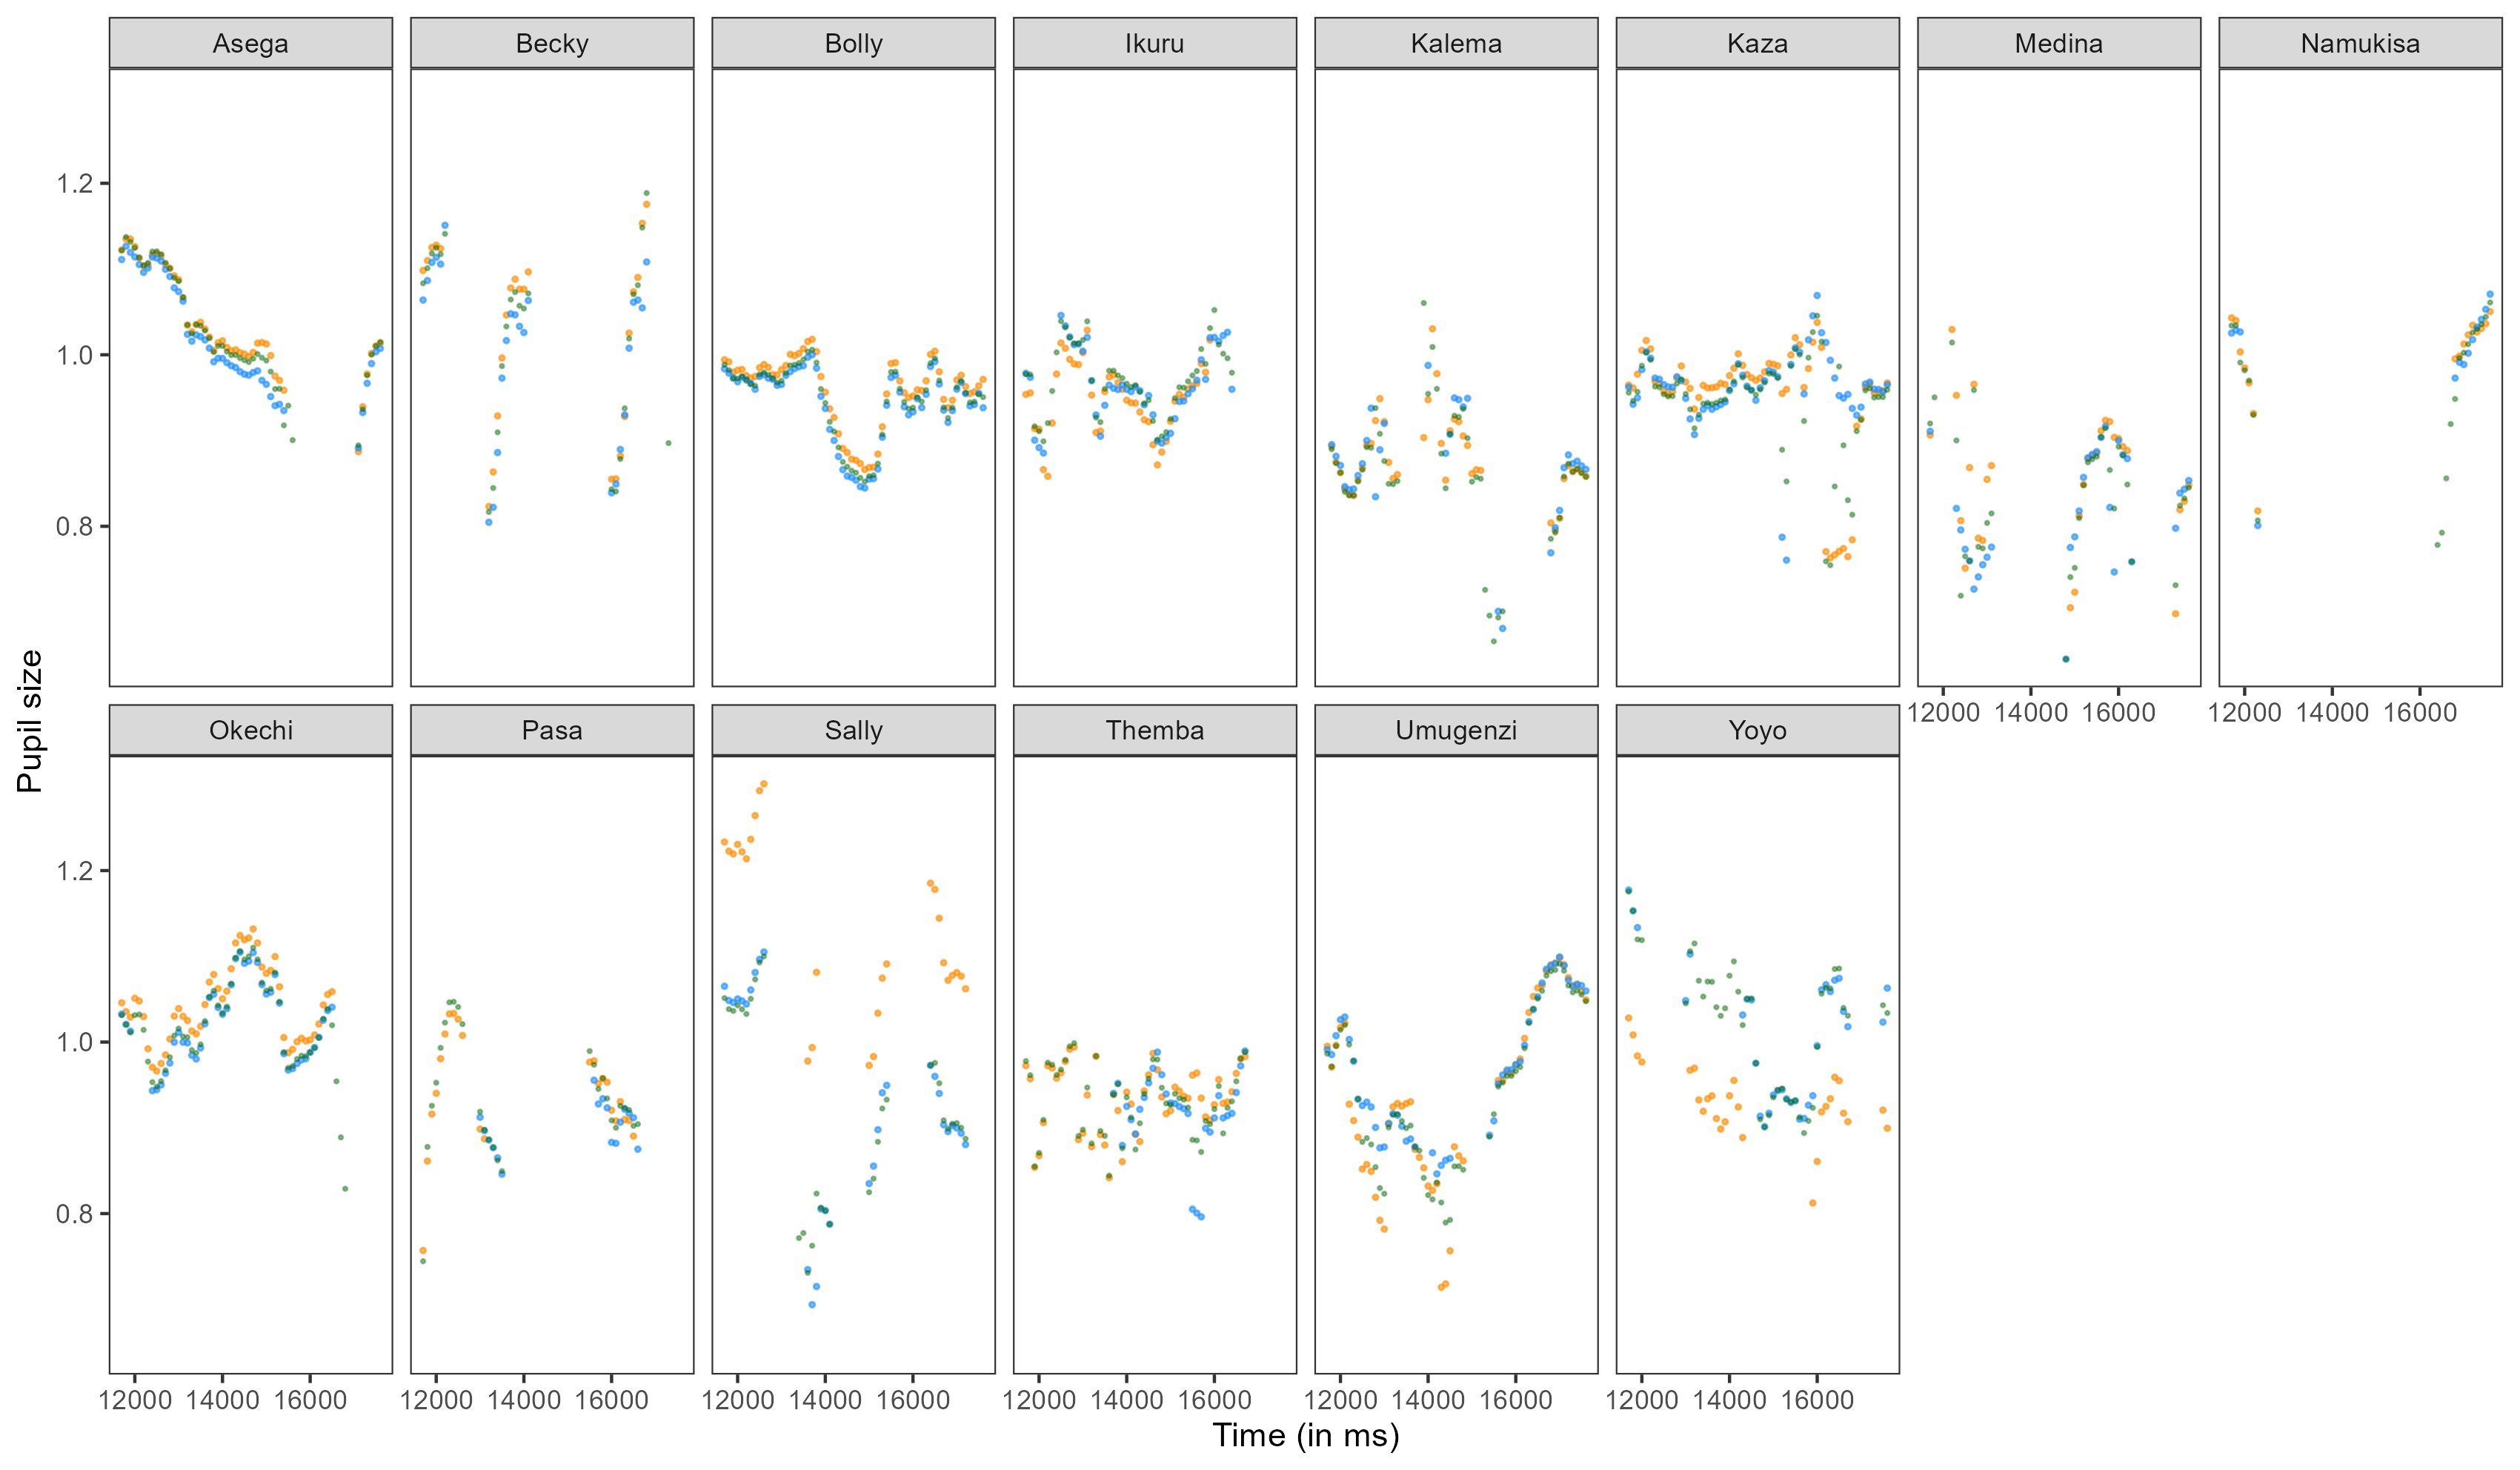 Asega Becky Bolly Ikuru Kalema Kaza Medina Namukisa
1.2
1.0
0.8
12000 14000 16000 12000 14000 16000
Okechi Pasa Sally Themba Umugenzi Yoyo
1.2
1.0
0.8
12000 14000 16000 12000 14000 16000 12000 14000 16000 12000 14000 16000 12000 14000 16000 12000 14000 16000
Pupil size
Time (in ms)